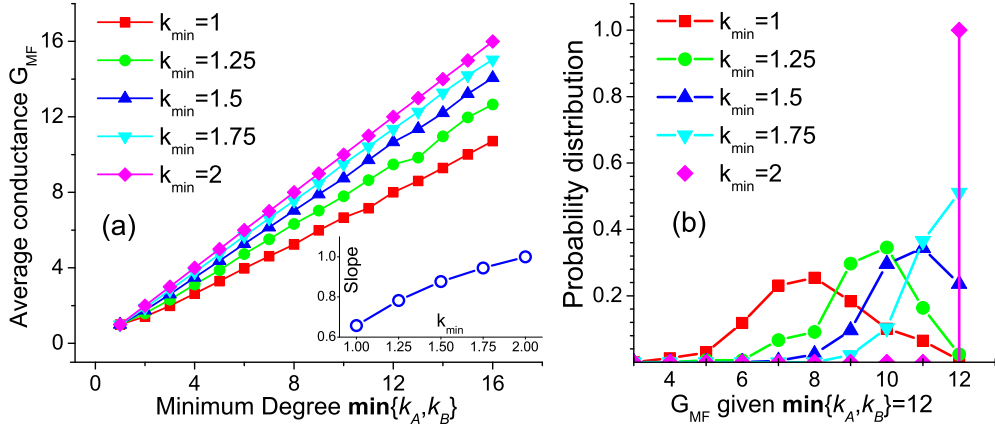 Average conductance G_MF
16
12
8
4
0
k_min=1
k_min=1.25
k_min=1.5
k_min=1.75
k_min=2
(a)
Slope
1.0
0.8
0.6
1.00 1.25 1.50 1.75 2.00
k_min
0 4 8 12 16
Minimum Degree min{k_A,k_B}
Probability distribution
1.0
0.8
0.6
0.4
0.2
k_min=1
k_min=1.25
k_min=1.5
k_min=1.75
k_min=2
(b)
4 6 8 10 12
G_MF given min{k_A,k_B}=12